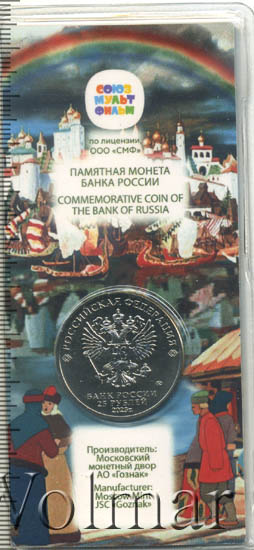 СОЮЗ
МУЛЬТ
ФИЛЬМ
по лицензии
ООО «СМФ»
ПАМЯТНАЯ МОНЕТА
БАНКА РОССИИ
COMMEMORATIVE COIN OF
THE BANK OF RUSSIA
РОССИЙСКАЯ ФЕДЕРАЦИЯ
БАНК РОССИИ
25 РУБЛЕЙ
2023г.
Производитель:
Московский
монетный двор
АО «Гознак»
Manufacturer:
Moscow Mint
JSC «Goznak»
Volmar